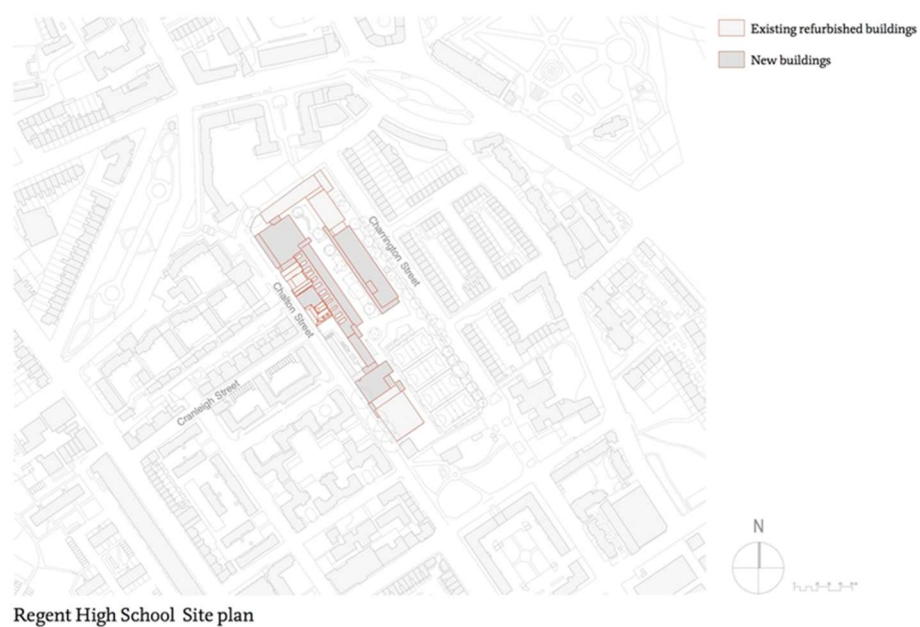 Existing refurbished buildings
New buildings
Charrington Street
Chalton Street
Cranleigh Street
N
Regent High School Site plan